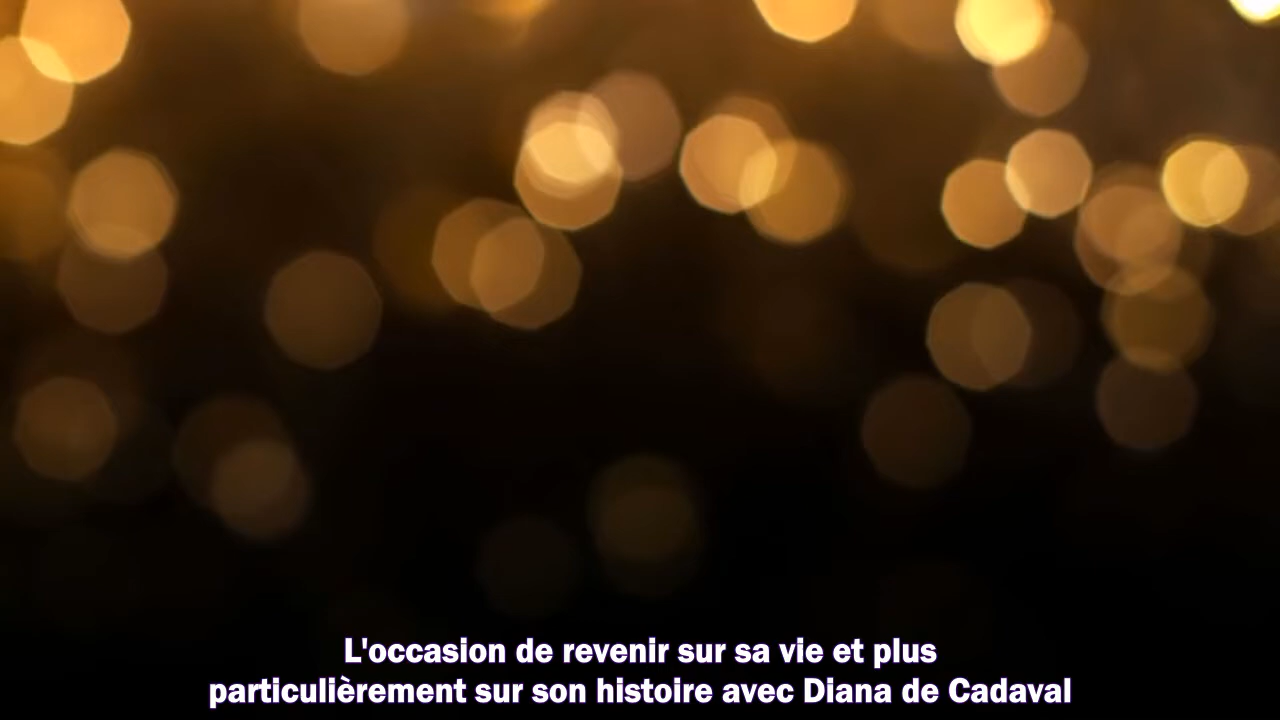 L'occasion de revenir sur sa vie et plus
particulièrement sur son histoire avec Diana de Cadaval